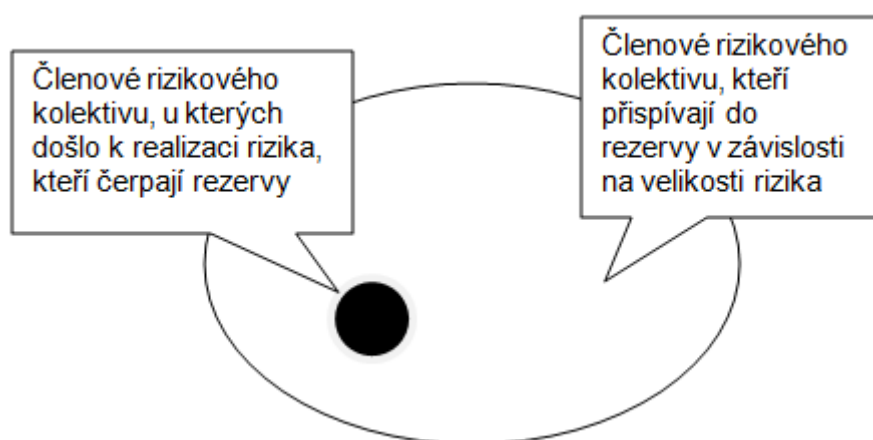 Členové rizikového
kolektivu, u kterých
došlo k realizaci rizika,
kteří čerpají rezervy
Členové rizikového
kolektivu, kteří
přispívají do
rezervy v závislosti
na velikosti rizika